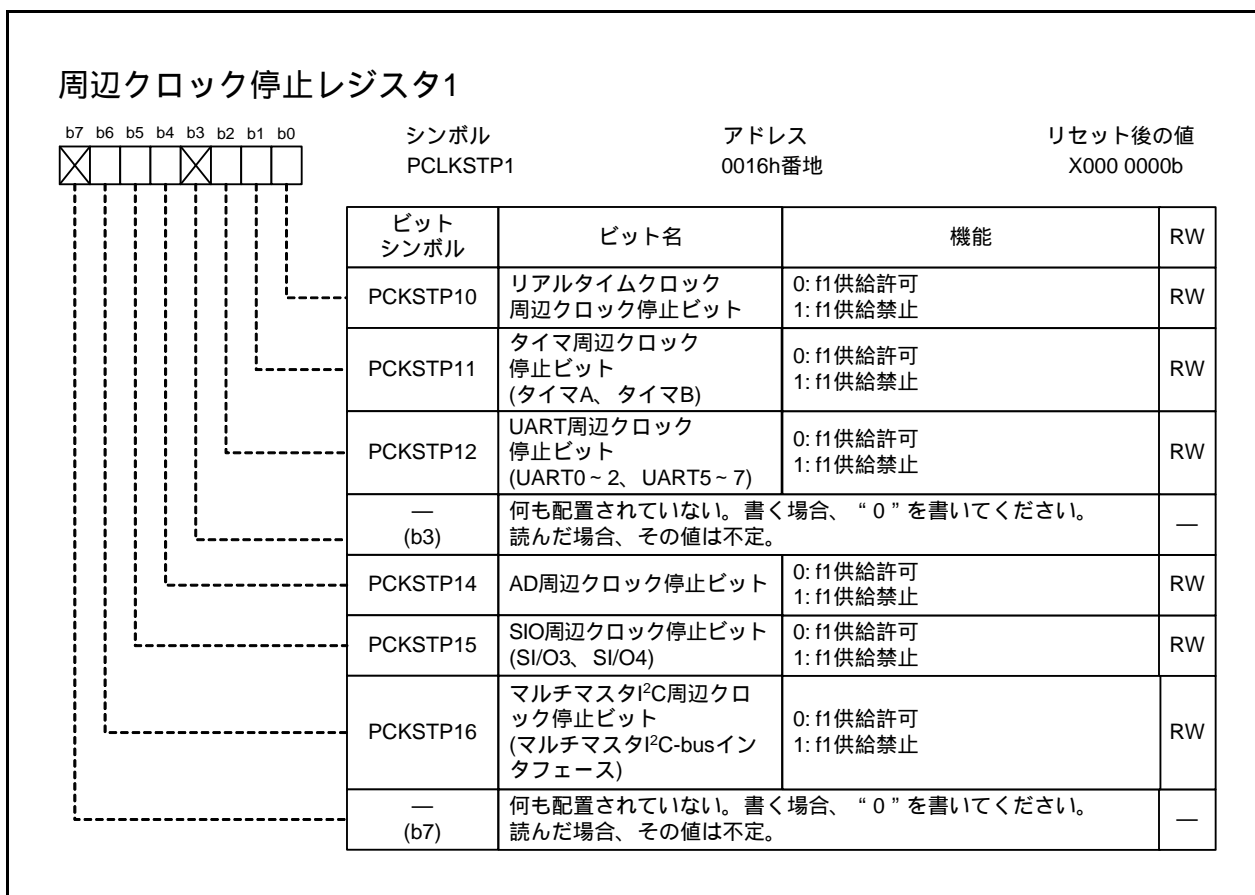 周辺クロック停止レジスタ1
b7 b6 b5 b4 b3 b2 b1 b0
シンボル アドレス リセット後の値
PCLKSTP1 0016h番地 X000 0000b
ビット
シンボル
ビット名 機能 RW
PCKSTP10
リアルタイムクロック
周辺クロック停止ビット
0: f1供給許可
1: f1供給禁止
RW
PCKSTP11
タイマ周辺クロック
停止ビット
(タイマA、タイマB)
0: f1供給許可
1: f1供給禁止
RW
PCKSTP12
UART周辺クロック
停止ビット
(UART0~2、UART5~7)
0: f1供給許可
1: f1供給禁止
RW
—
(b3)
何も配置されていない。書く場合、“0”を書いてください。
読んだ場合、その値は不定。
—
PCKSTP14
AD周辺クロック停止ビット
0: f1供給許可
1: f1供給禁止
RW
PCKSTP15
SIO周辺クロック停止ビット
(SI/O3、SI/O4)
0: f1供給許可
1: f1供給禁止
RW
PCKSTP16
マルチマスタI²C周辺クロ
ック停止ビット
(マルチマスタI²C-busイン
タフェース)
0: f1供給許可
1: f1供給禁止
RW
—
(b7)
何も配置されていない。書く場合、“0”を書いてください。
読んだ場合、その値は不定。
—